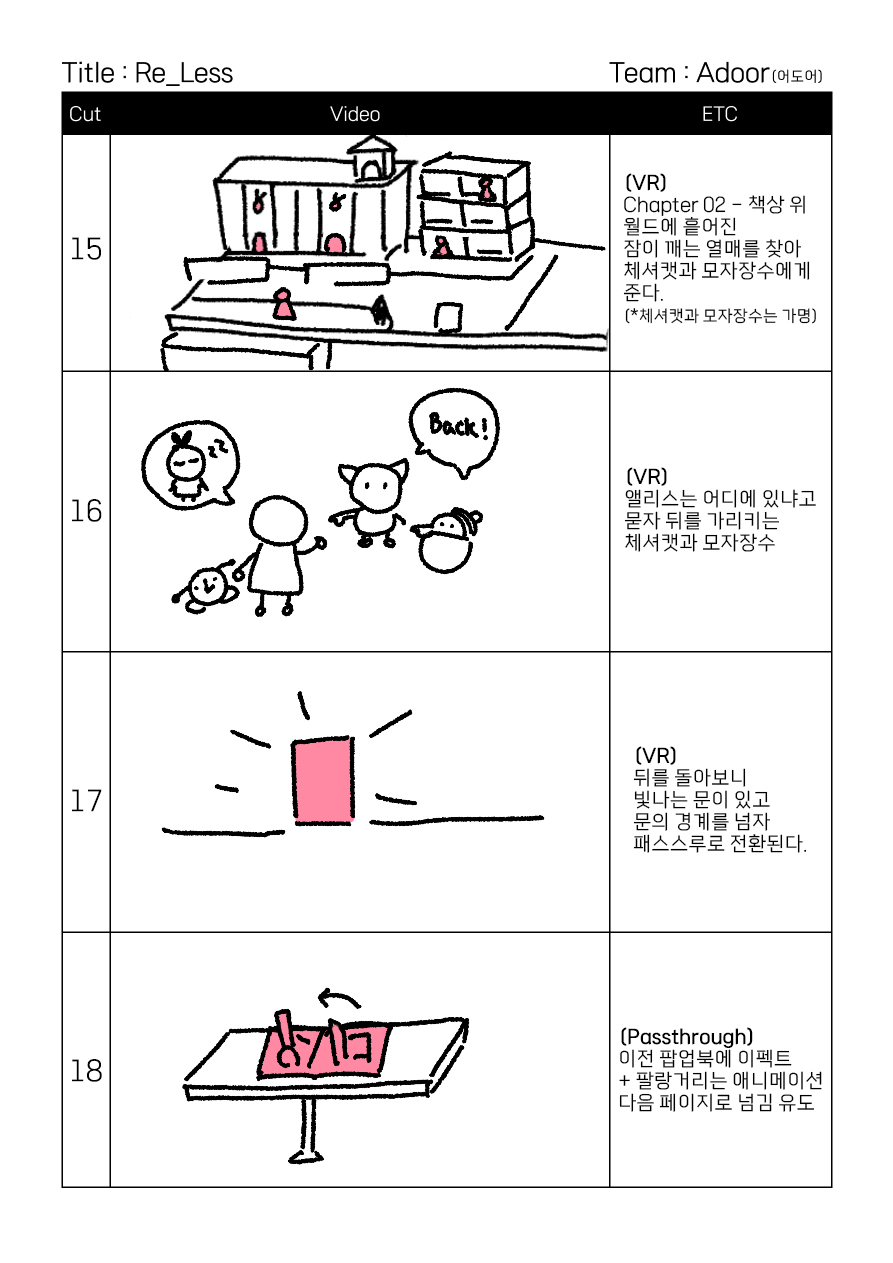 Title : Re_Less
Team : Adoor(어도어)
Cut Video ETC
15
(VR)
Chapter 02 - 책상 위
월드에 흩어진
잠이 깨는 열매를 찾아
체셔캣과 모자장수에게
준다.
(*체셔캣과 모자장수는 가명)
16
zz
Back!
(VR)
앨리스는 어디에 있냐고
묻자 뒤를 가리키는
체셔캣과 모자장수
17
(VR)
뒤를 돌아보니
빛나는 문이 있고
문의 경계를 넘자
패스스루로 전환된다.
18
(Passthrough)
이전 팝업북에 이펙트
+ 팔랑거리는 애니메이션
다음 페이지로 넘김 유도